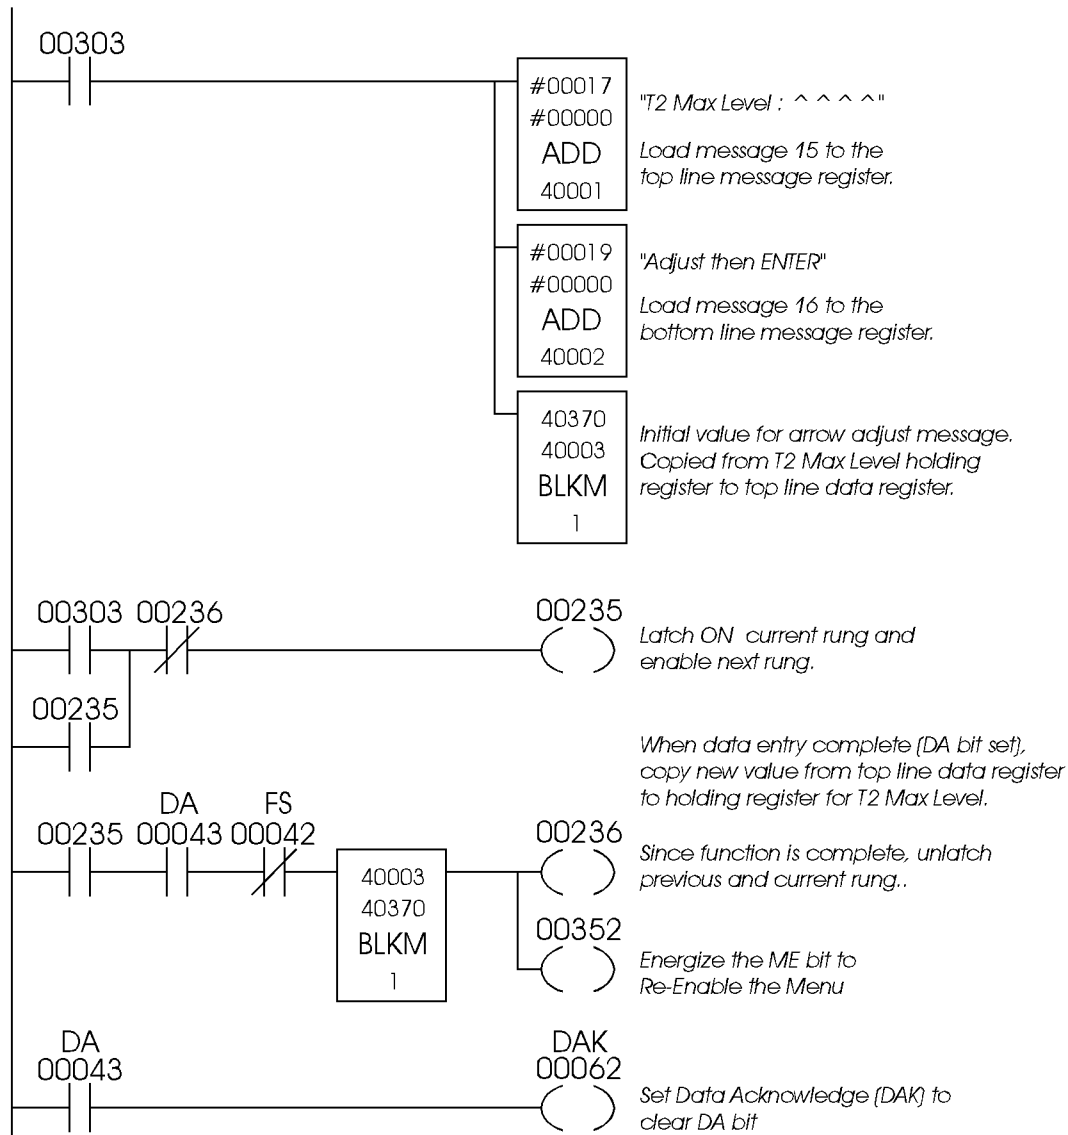 00303
#00017
#00000
ADD
40001
"T2 Max Level : ^ ^ ^ ^"
Load message 15 to the
top line message register.
#00019
#00000
ADD
40002
"Adjust then ENTER"
Load message 16 to the
bottom line message register.
40370
40003
BLKM
1
Initial value for arrow adjust message.
Copied from T2 Max Level holding
register to top line data register.
00303 00236
00235
Latch ON current rung and
enable next rung.
00235
When data entry complete (DA bit set),
copy new value from top line data register
to holding register for T2 Max Level.
DA FS
00235 00043 00042
40003
40370
BLKM
1
00236
Since function is complete, unlatch
previous and current rung..
00352
Energize the ME bit to
Re-Enable the Menu
DA
00043
DAK
00062
Set Data Acknowledge (DAK) to
clear DA bit